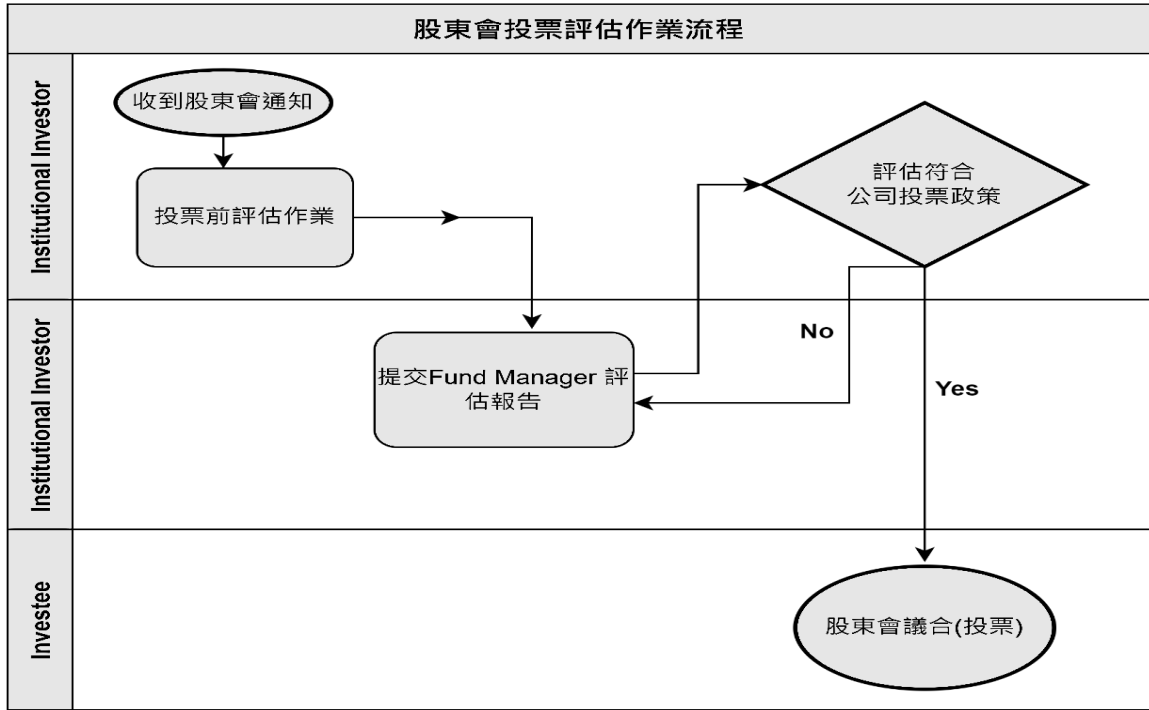 股東會投票評估作業流程
Institutional Investor
收到股東會通知
投票前評估作業
評估符合
公司投票政策
Institutional Investor
提交Fund Manager 評
估報告
No
Yes
Investee
股東會議合(投票)